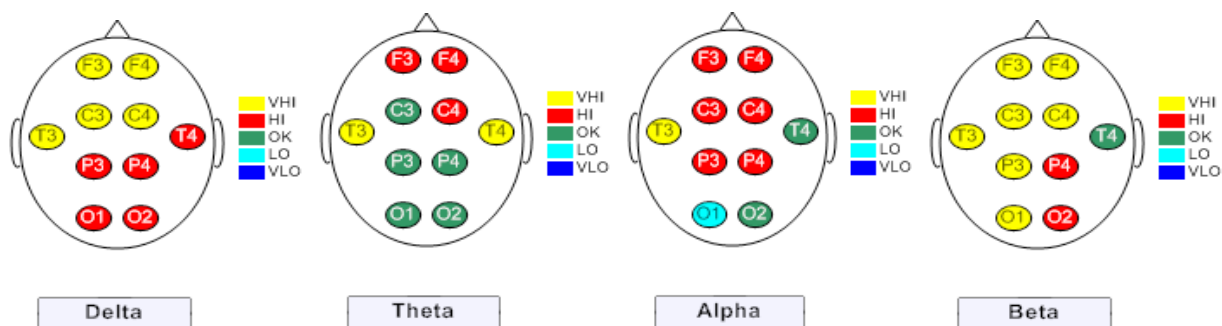 F3 F4
C3 C4
T3 T4
P3 P4
O1 O2
VHI
HI
OK
LO
VLO
Delta
F3 F4
C3 C4
T3 T4
P3 P4
O1 O2
VHI
HI
OK
LO
VLO
Theta
F3 F4
C3 C4
T3 T4
P3 P4
O1 O2
VHI
HI
OK
LO
VLO
Alpha
F3 F4
C3 C4
T3 T4
P3 P4
O1 O2
VHI
HI
OK
LO
VLO
Beta